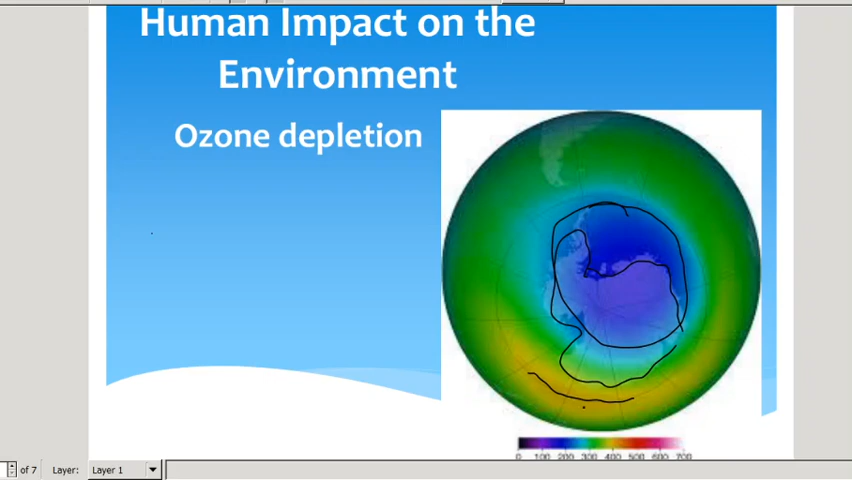 Human Impact on the
Environment
Ozone depletion
0 100 200 300 400 500 600 700
of 7 Layer: Layer 1